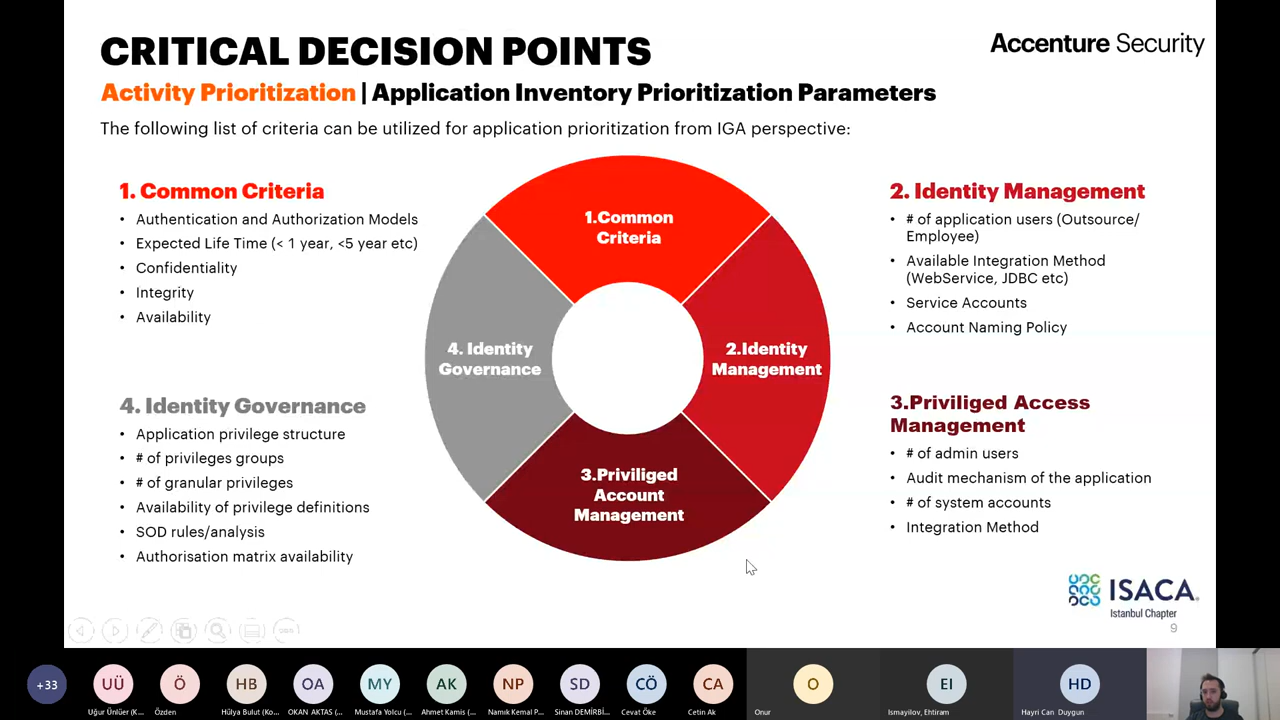 CRITICAL DECISION POINTS
Accenture Security
Activity Prioritization | Application Inventory Prioritization Parameters
The following list of criteria can be utilized for application prioritization from IGA perspective:
1. Common Criteria
• Authentication and Authorization Models
• Expected Life Time (< 1 year, <5 year etc)
• Confidentiality
• Integrity
• Availability
4. Identity Governance
• Application privilege structure
• # of privileges groups
• # of granular privileges
• Availability of privilege definitions
• SOD rules/analysis
• Authorisation matrix availability
1.Common
Criteria
2.Identity
Management
3.Priviliged
Account
Management
4. Identity
Governance
2. Identity Management
• # of application users (Outsource/
Employee)
• Available Integration Method
(WebService, JDBC etc)
• Service Accounts
• Account Naming Policy
3.Priviliged Access
Management
• # of admin users
• Audit mechanism of the application
• # of system accounts
• Integration Method
ISACA
Istanbul Chapter
9
+33
UÜ
Ö
HB
OA
MY
AK
NP
SD
CÖ
CA
O
EI
HD
Uğur Ünlüer (K...
Özden
Hülya Bulut (Ko...
OKAN AKTAS (...
Mustafa Yolcu (...
Ahmet Kamis (...
Namık Kemal P...
Sinan DEMİRBİ...
Cevat Öke
Cetin Ak
Onur
Ismayilov, Ehtiram
Hayri Can Duygun